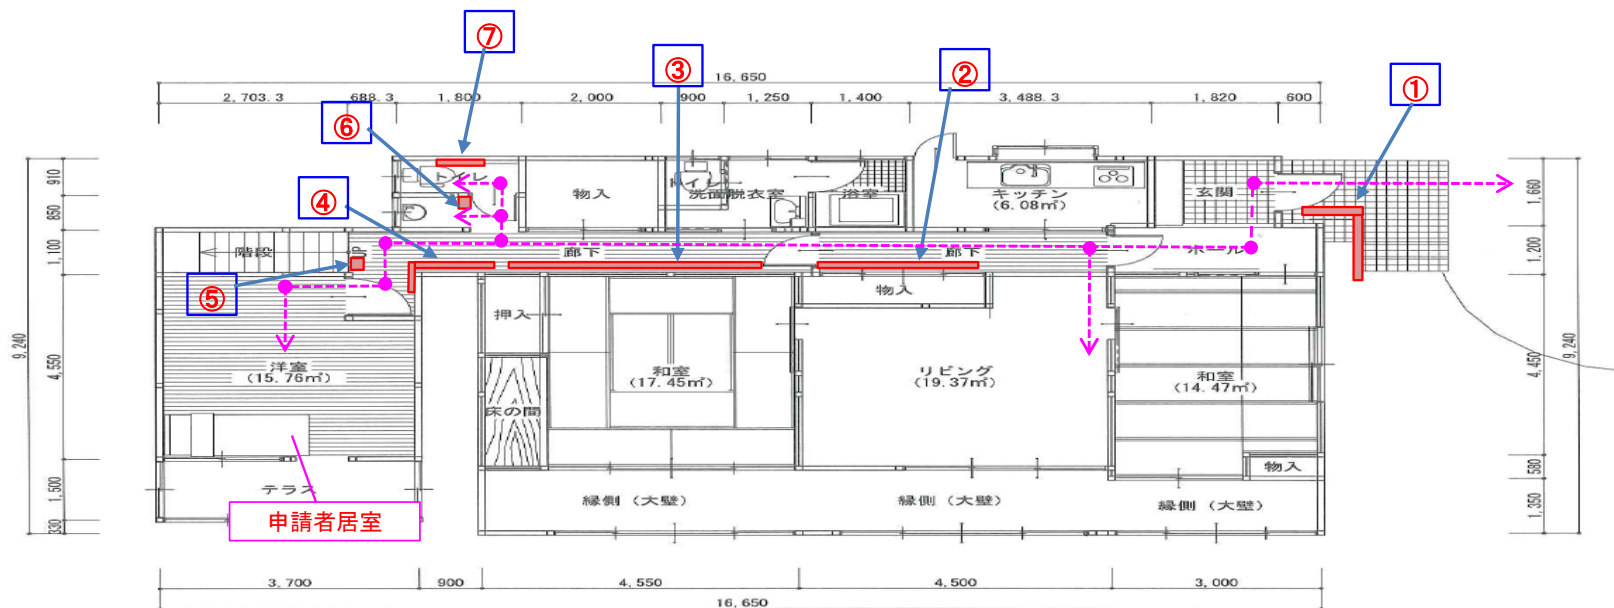 ⑦
③
②
①
16,650
2,703.3 688.3 1,800 2,000 900 1,250 1,400 3,488.3 1,820 600
⑥
910
850
1,100
4,550
1,500
330
9,240
トイレ
物入
トイレ
洗面脱衣室
浴室
キッチン
(6.08㎡)
玄関
1,660
1,200
4,450
580
1,350
9,240
④
階段
UP
廊下
廊下
ホール
⑤
押入
物入
洋室
(15.76㎡)
和室
(17.45㎡)
リビング
(19.37㎡)
和室
(14.47㎡)
床の間
物入
テラス
縁側(大壁)
縁側(大壁)
縁側(大壁)
申請者居室
3,700 900 4,550 4,500 3,000
16,650